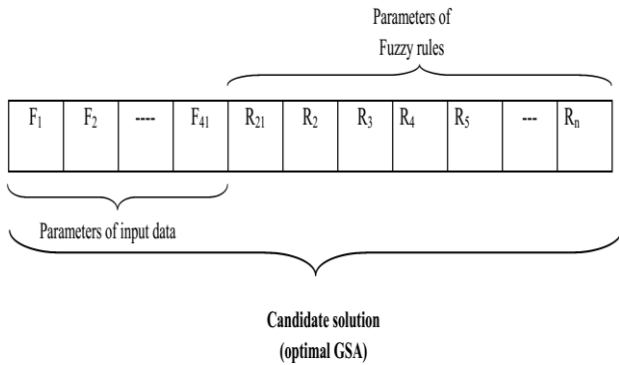 Parameters of
Fuzzy rules
F1 F2 ---- F41 R21 R2 R3 R4 R5 --- Rn
Parameters of input data
Candidate solution
(optimal GSA)